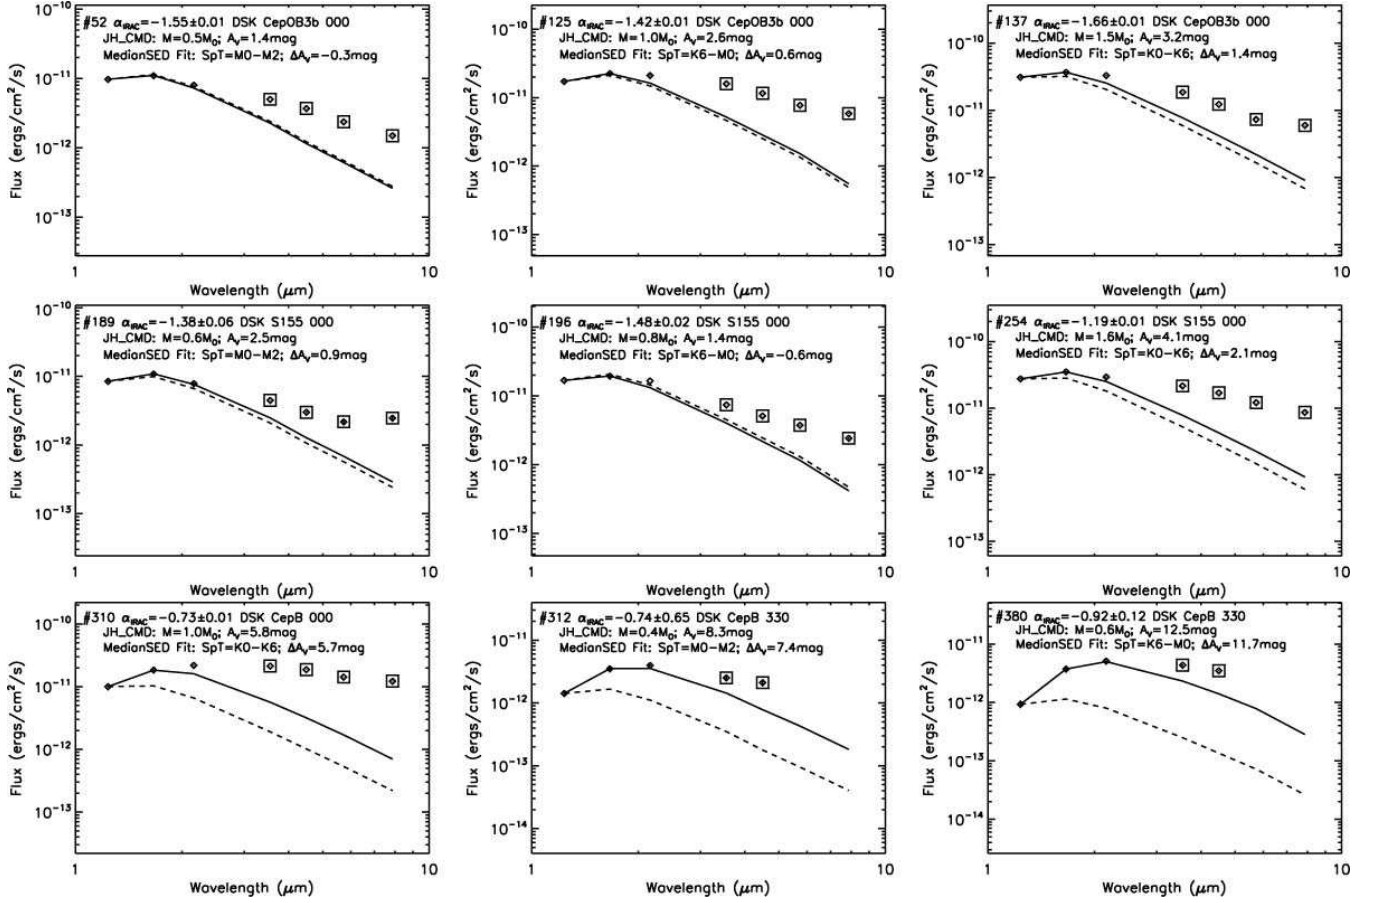 #52 α_IRAC=−1.55±0.01 DSK CepOB3b 000
JH_CMD: M=0.5M⊙; A_V=1.4mag
MedianSED Fit: SpT=M0−M2; ΔA_V=−0.3mag
Flux (ergs/cm²/s)
10⁻¹⁰
10⁻¹¹
10⁻¹²
10⁻¹³
1
10
Wavelength (μm)
#125 α_IRAC=−1.42±0.01 DSK CepOB3b 000
JH_CMD: M=1.0M⊙; A_V=2.6mag
MedianSED Fit: SpT=K6−M0; ΔA_V=0.6mag
Flux (ergs/cm²/s)
10⁻¹⁰
10⁻¹¹
10⁻¹²
10⁻¹³
1
10
Wavelength (μm)
#137 α_IRAC=−1.66±0.01 DSK CepOB3b 000
JH_CMD: M=1.5M⊙; A_V=3.2mag
MedianSED Fit: SpT=K0−K6; ΔA_V=1.4mag
Flux (ergs/cm²/s)
10⁻¹⁰
10⁻¹¹
10⁻¹²
10⁻¹³
1
10
Wavelength (μm)
#189 α_IRAC=−1.38±0.06 DSK S155 000
JH_CMD: M=0.6M⊙; A_V=2.5mag
MedianSED Fit: SpT=M0−M2; ΔA_V=0.9mag
Flux (ergs/cm²/s)
10⁻¹⁰
10⁻¹¹
10⁻¹²
10⁻¹³
1
10
Wavelength (μm)
#196 α_IRAC=−1.48±0.02 DSK S155 000
JH_CMD: M=0.8M⊙; A_V=1.4mag
MedianSED Fit: SpT=K6−M0; ΔA_V=−0.6mag
Flux (ergs/cm²/s)
10⁻¹⁰
10⁻¹¹
10⁻¹²
10⁻¹³
1
10
Wavelength (μm)
#254 α_IRAC=−1.19±0.01 DSK S155 000
JH_CMD: M=1.6M⊙; A_V=4.1mag
MedianSED Fit: SpT=K0−K6; ΔA_V=2.1mag
Flux (ergs/cm²/s)
10⁻¹⁰
10⁻¹¹
10⁻¹²
10⁻¹³
1
10
Wavelength (μm)
#310 α_IRAC=−0.73±0.01 DSK CepB 000
JH_CMD: M=1.0M⊙; A_V=5.8mag
MedianSED Fit: SpT=K0−K6; ΔA_V=5.7mag
Flux (ergs/cm²/s)
10⁻¹⁰
10⁻¹¹
10⁻¹²
10⁻¹³
1
10
Wavelength (μm)
#312 α_IRAC=−0.74±0.65 DSK CepB 330
JH_CMD: M=0.4M⊙; A_V=8.3mag
MedianSED Fit: SpT=M0−M2; ΔA_V=7.4mag
Flux (ergs/cm²/s)
10⁻¹¹
10⁻¹²
10⁻¹³
10⁻¹⁴
1
10
Wavelength (μm)
#380 α_IRAC=−0.92±0.12 DSK CepB 330
JH_CMD: M=0.6M⊙; A_V=12.5mag
MedianSED Fit: SpT=K6−M0; ΔA_V=11.7mag
Flux (ergs/cm²/s)
10⁻¹¹
10⁻¹²
10⁻¹³
10⁻¹⁴
1
10
Wavelength (μm)